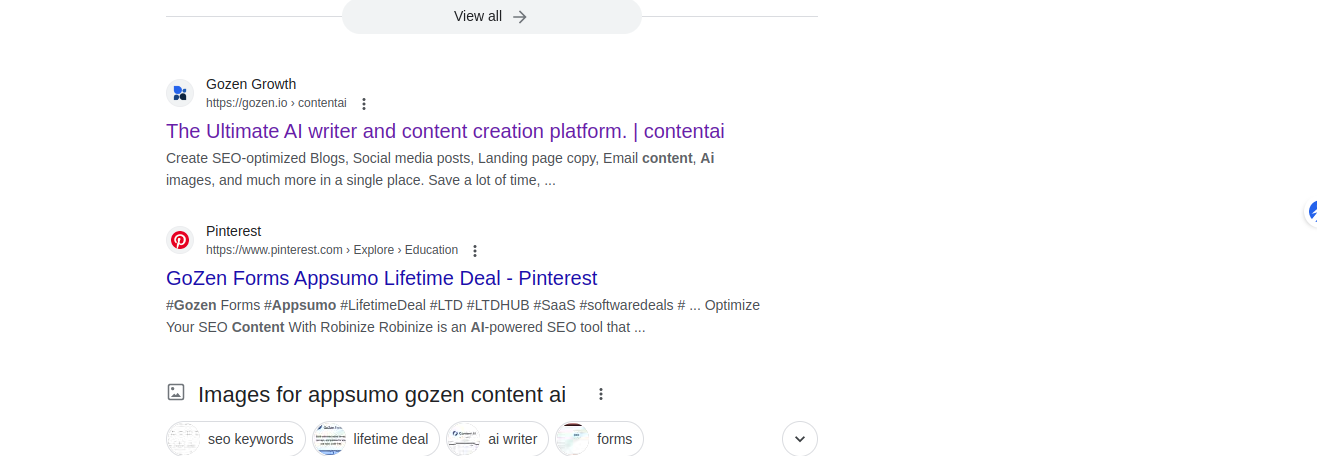 View all
Gozen Growth
https://gozen.io › contentai
The Ultimate AI writer and content creation platform. | contentai
Create SEO-optimized Blogs, Social media posts, Landing page copy, Email content, Ai
images, and much more in a single place. Save a lot of time, ...
Pinterest
https://www.pinterest.com › Explore › Education
GoZen Forms Appsumo Lifetime Deal - Pinterest
#Gozen Forms #Appsumo #LifetimeDeal #LTD #LTDHUB #SaaS #softwaredeals # ... Optimize
Your SEO Content With Robinize Robinize is an AI-powered SEO tool that ...
Images for appsumo gozen content ai
seo keywords lifetime deal ai writer forms